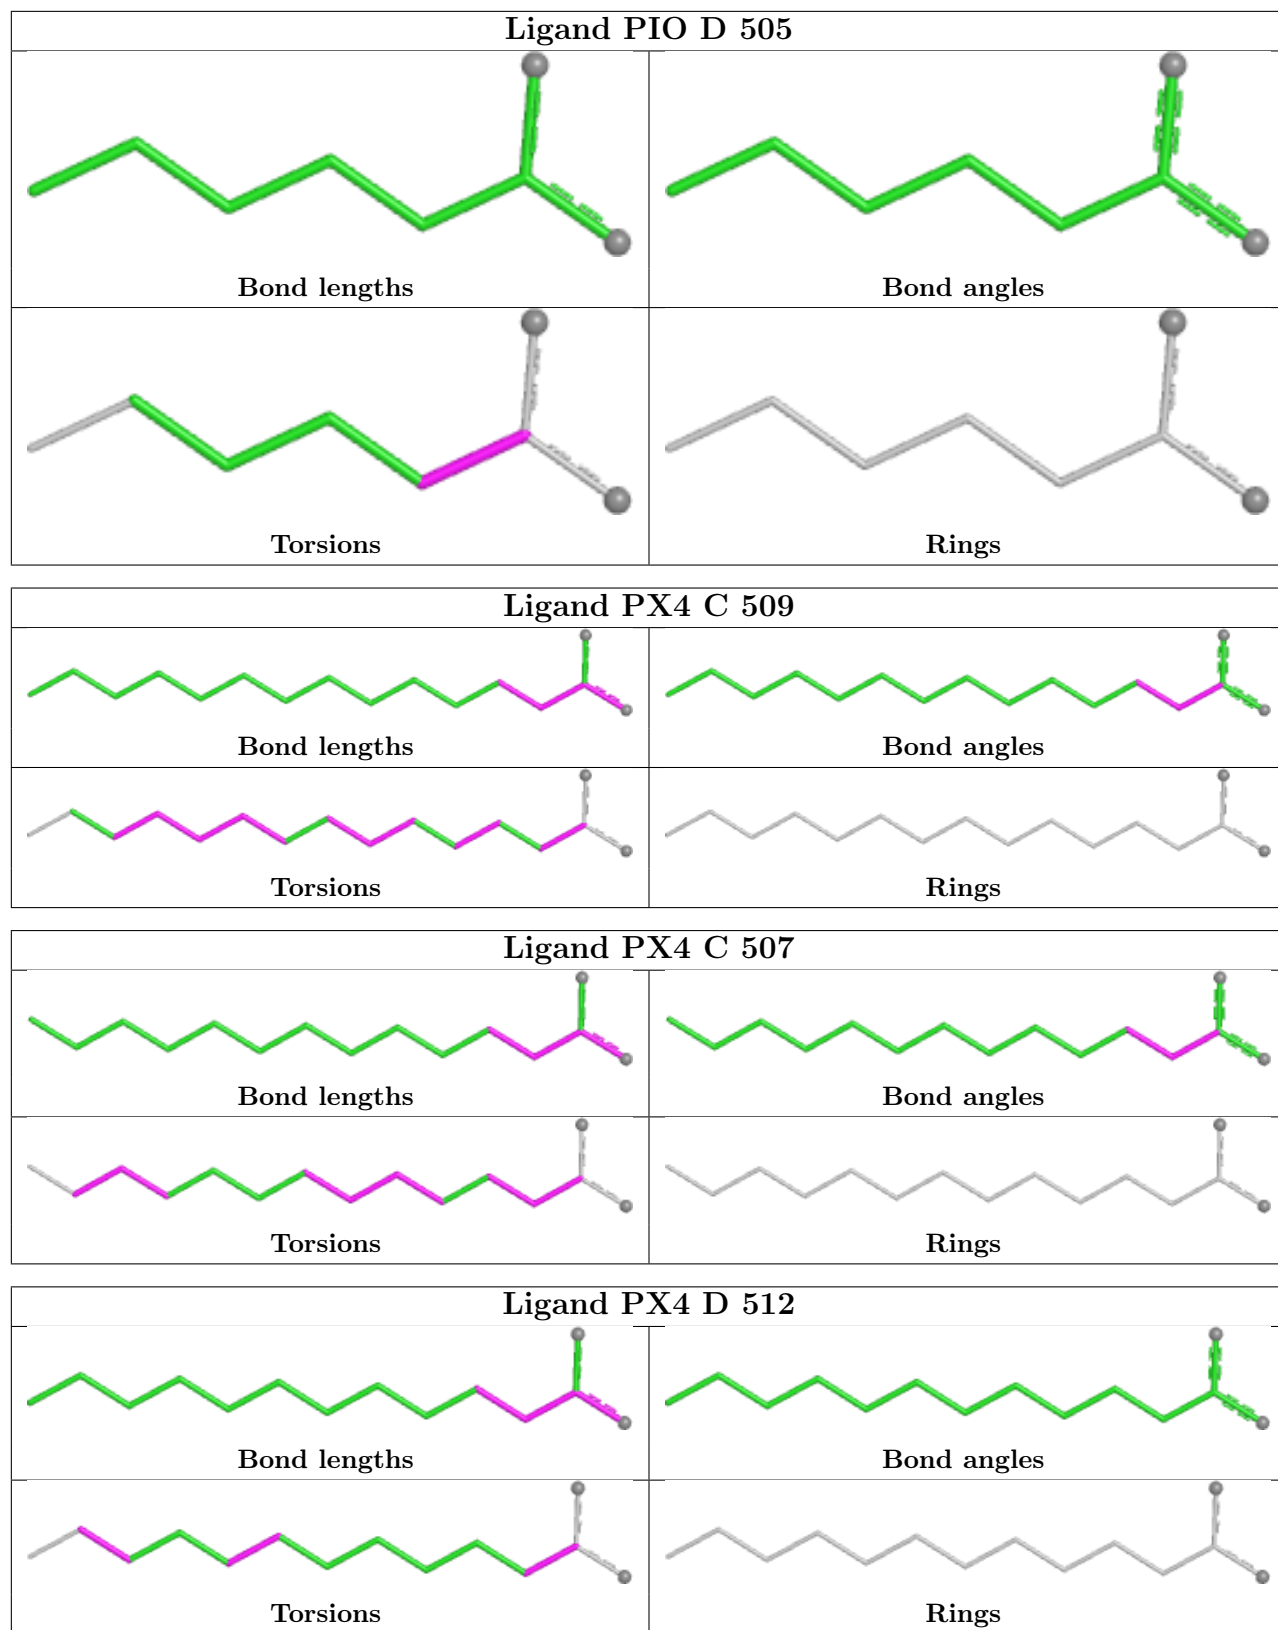 Ligand PIO D 505
Bond lengths
Bond angles
Torsions
Rings
Ligand PX4 C 509
Bond lengths
Bond angles
Torsions
Rings
Ligand PX4 C 507
Bond lengths
Bond angles
Torsions
Rings
Ligand PX4 D 512
Bond lengths
Bond angles
Torsions
Rings